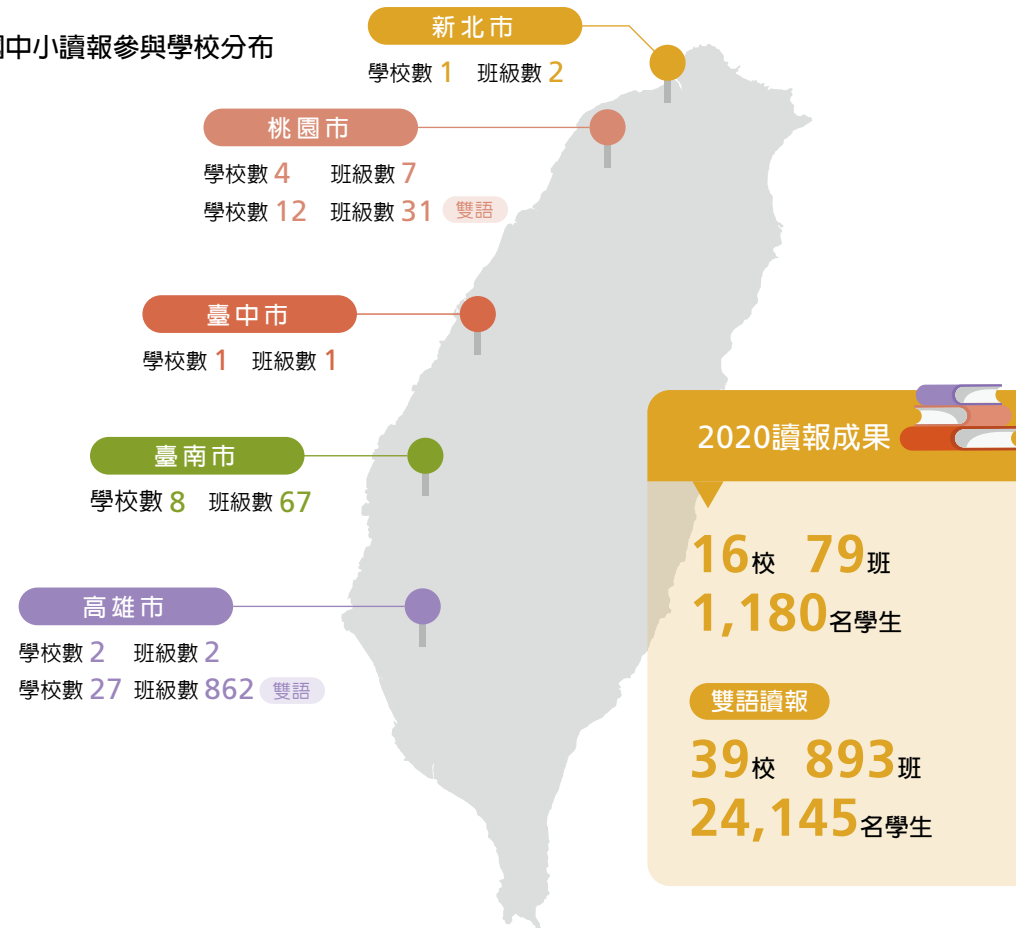 國中小讀報參與學校分布
新北市
學校數 1 班級數 2
桃園市
學校數 4 班級數 7
學校數 12 班級數 31 雙語
臺中市
學校數 1 班級數 1
臺南市
學校數 8 班級數 67
高雄市
學校數 2 班級數 2
學校數 27 班級數 862 雙語
2020讀報成果
16校 79班
1,180名學生
雙語讀報
39校 893班
24,145名學生